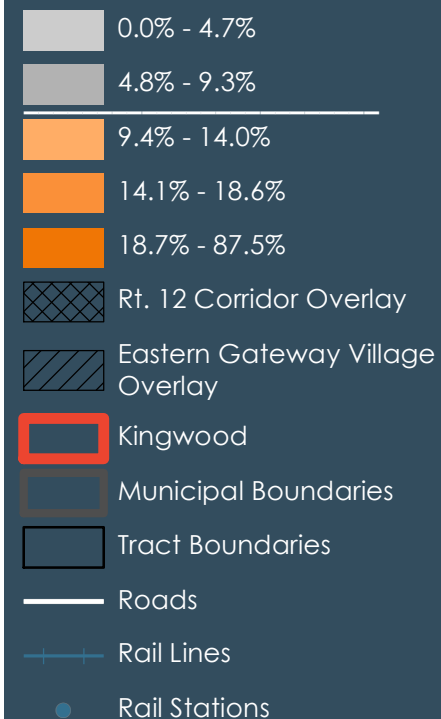 0.0% - 4.7%
4.8% - 9.3%
9.4% - 14.0%
14.1% - 18.6%
18.7% - 87.5%
Rt. 12 Corridor Overlay
Eastern Gateway Village
Overlay
Kingwood
Municipal Boundaries
Tract Boundaries
Roads
Rail Lines
Rail Stations